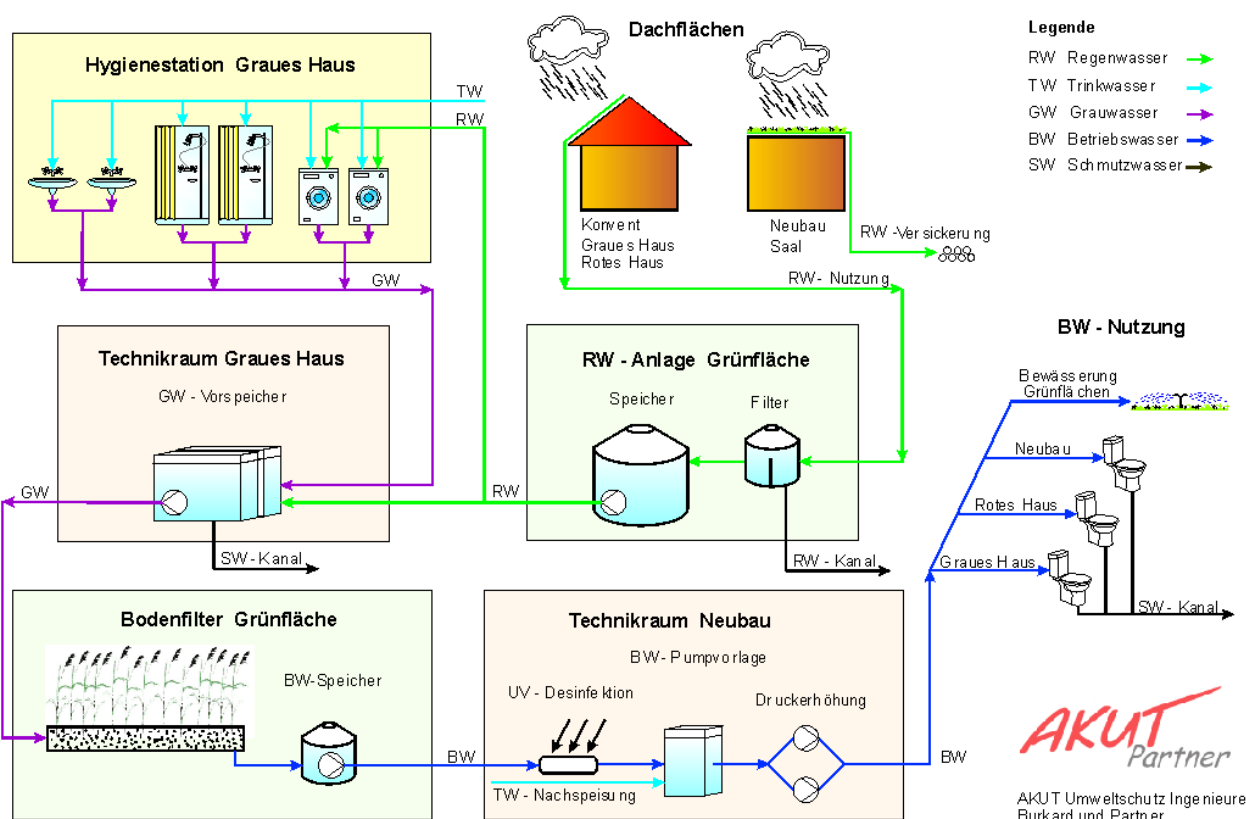 Dachflächen
Legende
RW Regenwasser
TW Trinkwasser
GW Grauwasser
BW Betriebswasser
SW Schmutzwasser
Hygienestation Graues Haus
TW
RW
Konvent
Graues Haus
Rotes Haus
Neubau
Saal
RW-Versickerung
GW
RW- Nutzung
Technikraum Graues Haus
GW - Vorspeicher
GW
SW-Kanal
RW
RW - Anlage Grünfläche
Speicher
Filter
RW - Kanal
BW - Nutzung
Bewässerung
Grünflächen
Neubau
Rotes Haus
Graues Haus
SW- Kanal
Bodenfilter Grünfläche
BW-Speicher
BW
Technikraum Neubau
BW- Pumpvorlage
UV - Desinfektion
Druckerhöhung
TW - Nachspeisung
BW
AKUT
Partner
AKUT Umweltschutz Ingenieure
Burkard und Partner